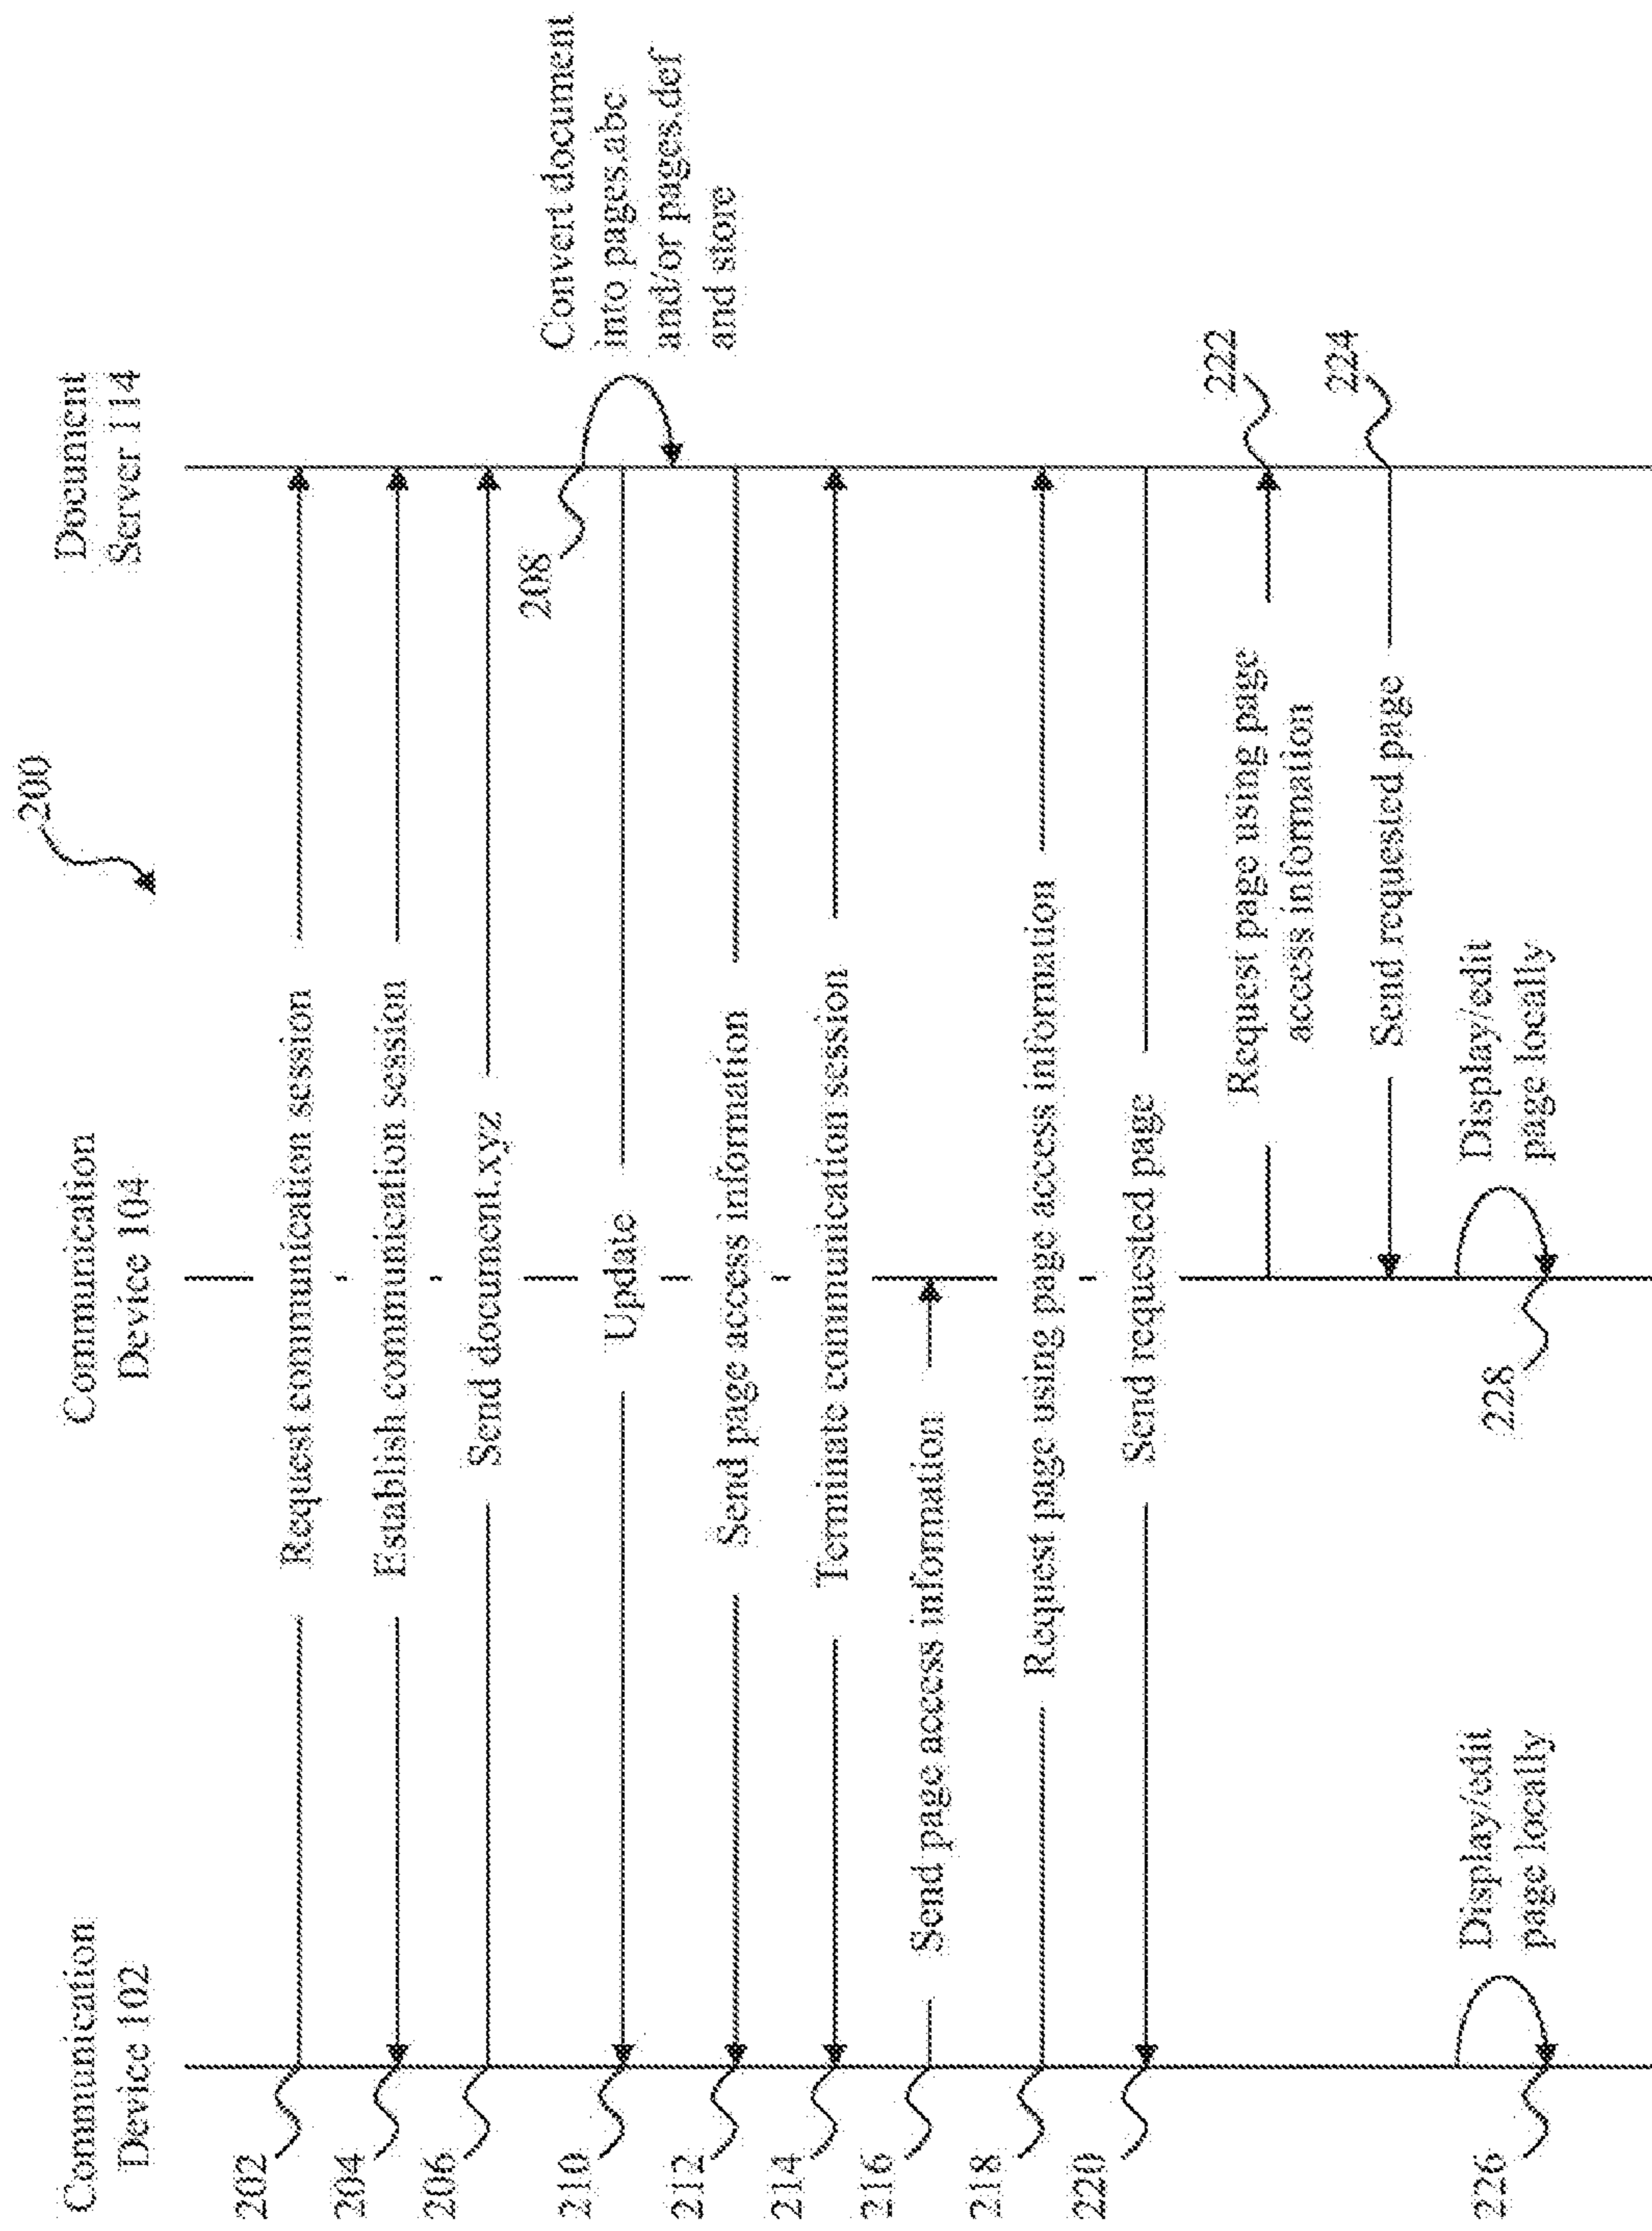 200
Communication
Device 102
Communication
Device 104
Document
Server 114
202
Request communication session
204
Establish communication session
206
Send document.xyz
208
Convert document
into pages.abc
and/or pages.def
and store
210
Update
212
Send page access information
214
Terminate communication session
216
Send page access information
218
Request page using page access information
220
Send requested page
222
Request page using page
access information
224
Send requested page
226
Display/edit
page locally
228
Display/edit
page locally